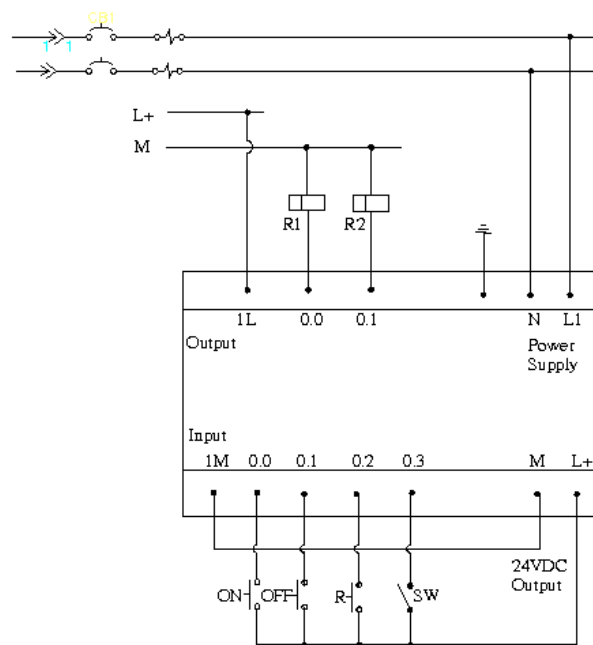 CB1
1 1
L+
M
R1 R2
1L 0.0 0.1 N L1
Output Power
Supply
Input
1M 0.0 0.1 0.2 0.3 M L+
24VDC
Output
ON OFF R SW